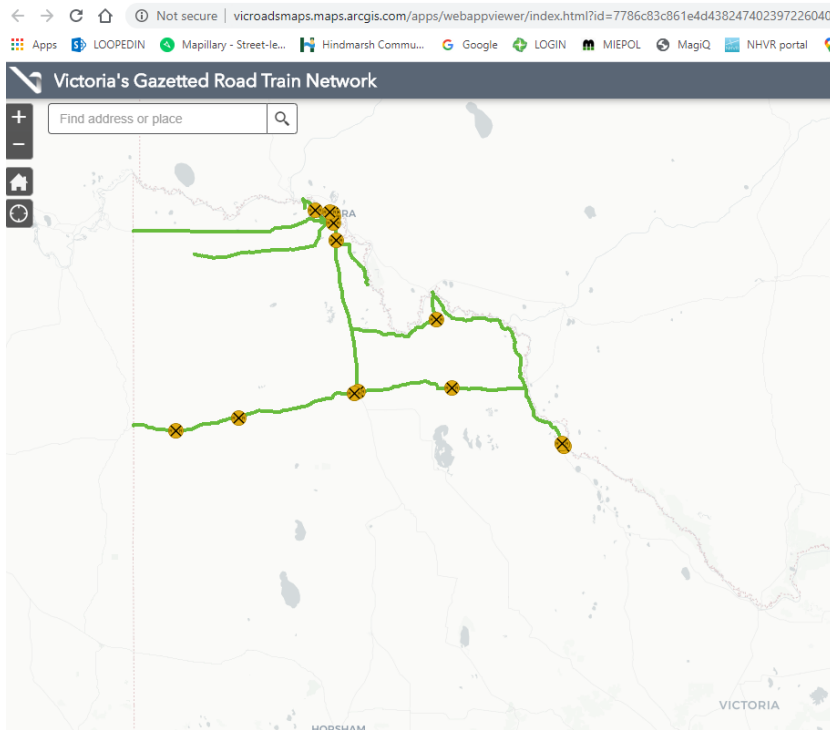 Not secure | vicroadsmaps.maps.arcgis.com/apps/webappviewer/index.html?id=7786c83c861e4d438247402397226040
Apps LOOPEDIN Mapillary - Street-le... Hindmarsh Commu... Google LOGIN MIEPOL MagiQ NHVR portal
Victoria's Gazetted Road Train Network
+
Find address or place
−
RA
VICTORIA
HORSHAM